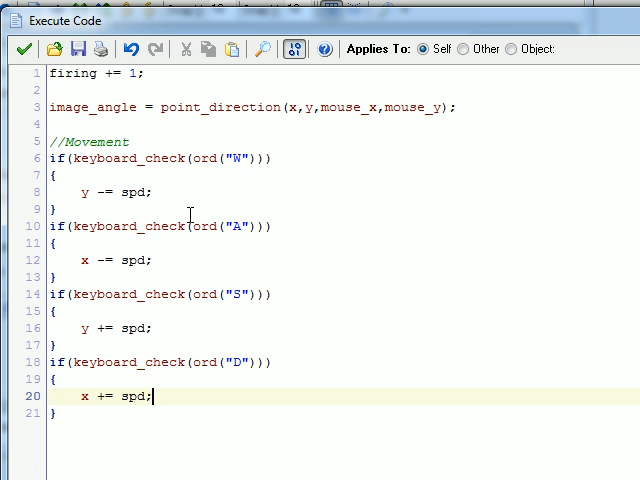 Execute Code
Applies To: Self Other Object:
1 firing += 1;
2
3 image_angle = point_direction(x,y,mouse_x,mouse_y);
4
5 //Movement
6 if(keyboard_check(ord("W")))
7 {
8 y -= spd;
9 }
10 if(keyboard_check(ord("A")))
11 {
12 x -= spd;
13 }
14 if(keyboard_check(ord("S")))
15 {
16 y += spd;
17 }
18 if(keyboard_check(ord("D")))
19 {
20 x += spd;
21 }